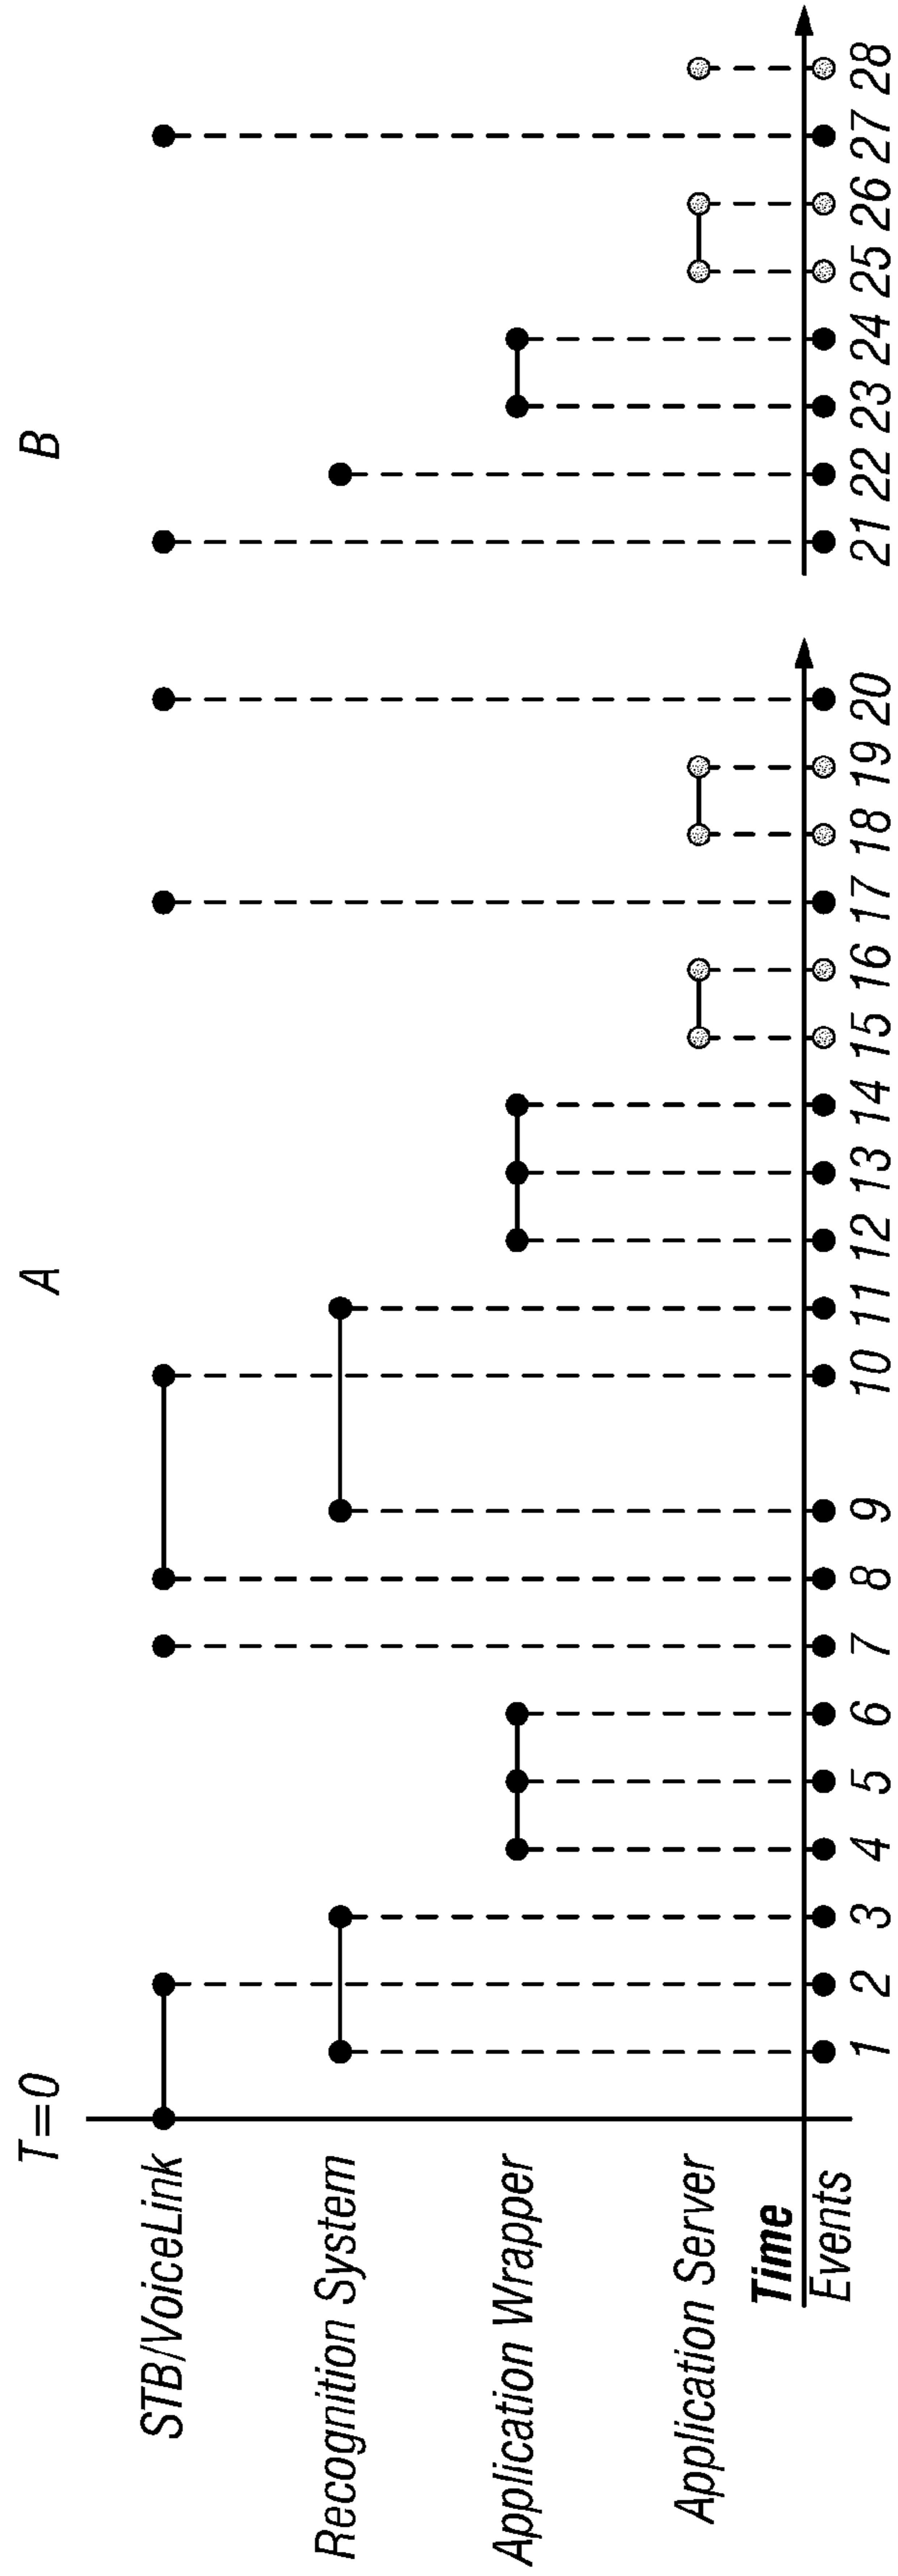 T=0
A
B
STB/VoiceLink
Recognition System
Application Wrapper
Application Server
Time
Events
1 2 3 4 5 6 7 8 9 10 11 12 13 14 15 16 17 18 19 20 21 22 23 24 25 26 27 28